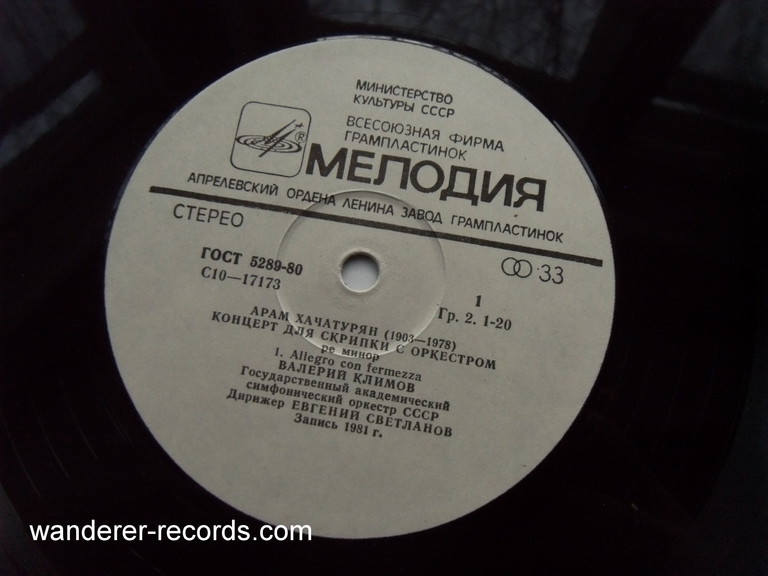 МИНИСТЕРСТВО
КУЛЬТУРЫ СССР
ВСЕСОЮЗНАЯ ФИРМА
ГРАМПЛАСТИНОК
®
МЕЛОДИЯ
АПРЕЛЕВСКИЙ ОРДЕНА ЛЕНИНА ЗАВОД ГРАМПЛАСТИНОК
СТЕРЕО
33
ГОСТ 5289-80
С10—17173
1
Гр. 2. 1-20
АРАМ ХАЧАТУРЯН (1903—1978)
КОНЦЕРТ ДЛЯ СКРИПКИ С ОРКЕСТРОМ
ре минор
1. Allegro con fermezza
ВАЛЕРИЙ КЛИМОВ
Государственный академический
симфонический оркестр СССР
Дирижер ЕВГЕНИЙ СВЕТЛАНОВ
Запись 1981 г.
wanderer-records.com